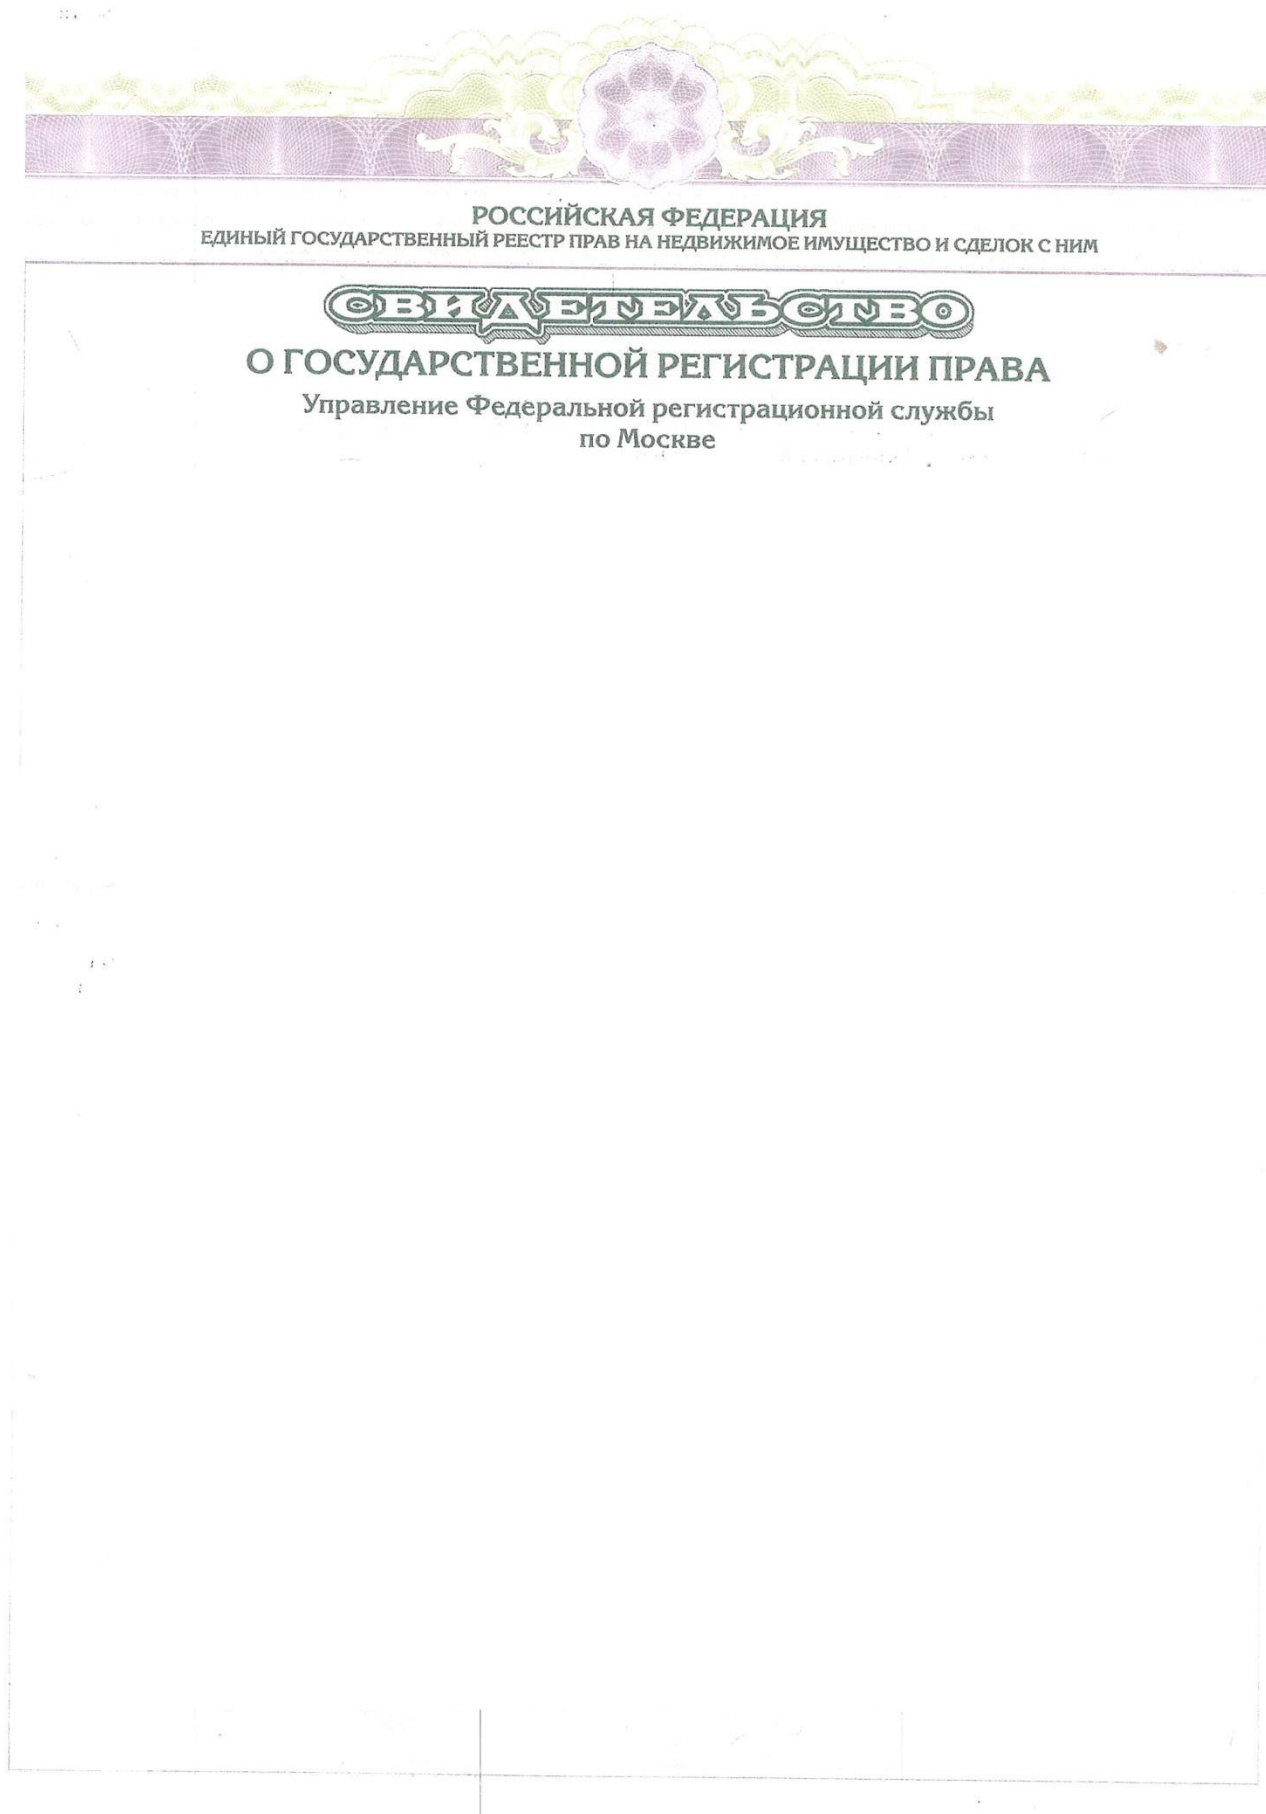 РОССИЙСКАЯ ФЕДЕРАЦИЯ
ЕДИНЫЙ ГОСУДАРСТВЕННЫЙ РЕЕСТР ПРАВ НА НЕДВИЖИМОЕ ИМУЩЕСТВО И СДЕЛОК С НИМ
СВИДЕТЕЛЬСТВО
О ГОСУДАРСТВЕННОЙ РЕГИСТРАЦИИ ПРАВА
Управление Федеральной регистрационной службы
по Москве